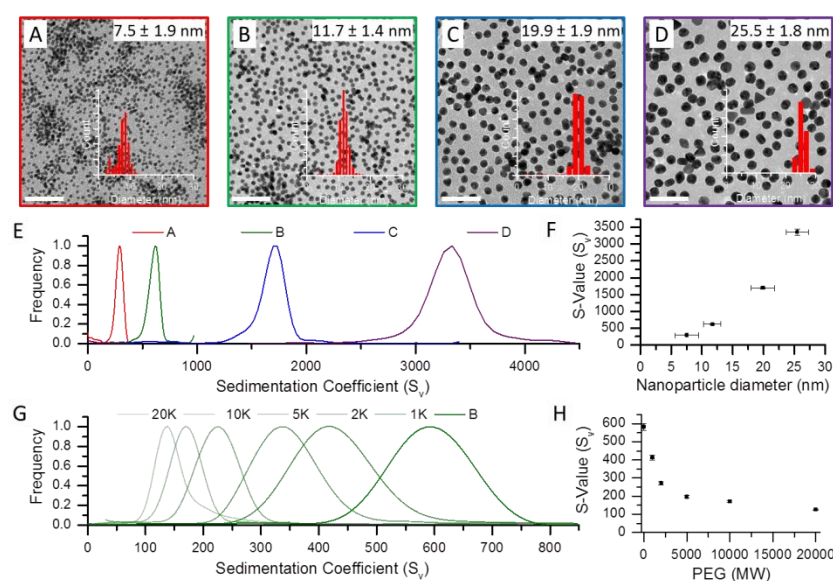 A 7.5 ± 1.9 nm
B 11.7 ± 1.4 nm
C 19.9 ± 1.9 nm
D 25.5 ± 1.8 nm
Count
Diameter (nm)
Count
Diameter (nm)
Count
Diameter (nm)
Diameter (nm)
E
A B C D
Frequency
1.0
0.8
0.6
0.4
0.2
0.0
0 1000 2000 3000 4000
Sedimentation Coefficient (Sv)
F
S-Value (Sv)
3500
3000
2500
2000
1500
1000
500
0
0 5 10 15 20 25 30
Nanoparticle diameter (nm)
G
20K 10K 5K 2K 1K B
Frequency
1.0
0.8
0.6
0.4
0.2
0.0
0 100 200 300 400 500 600 700 800
Sedimentation Coefficient (Sv)
H
S-Value (Sv)
600
500
400
300
200
100
0
0 5000 10000 15000 20000
PEG (MW)